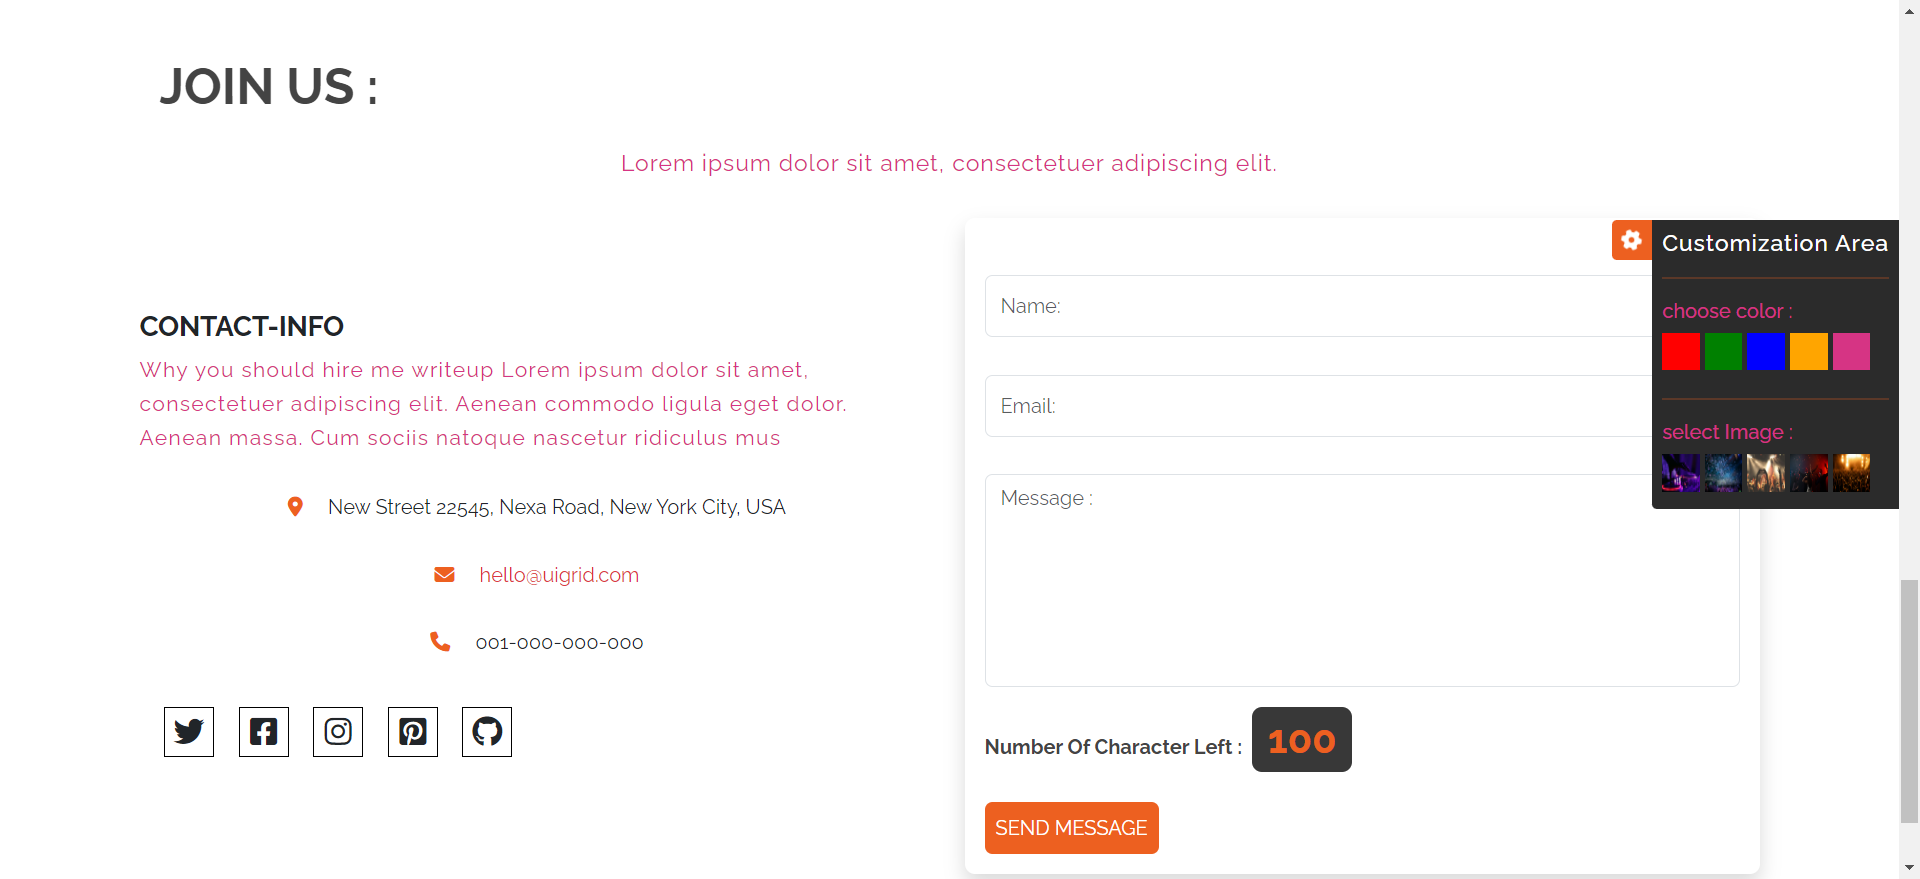 JOIN US :
Lorem ipsum dolor sit amet, consectetuer adipiscing elit.
CONTACT-INFO
Why you should hire me writeup Lorem ipsum dolor sit amet,
consectetuer adipiscing elit. Aenean commodo ligula eget dolor.
Aenean massa. Cum sociis natoque nascetur ridiculus mus
New Street 22545, Nexa Road, New York City, USA
hello@uigrid.com
001-000-000-000
Name:
Email:
Message :
Number Of Character Left : 100
SEND MESSAGE
Customization Area
choose color :
select Image :